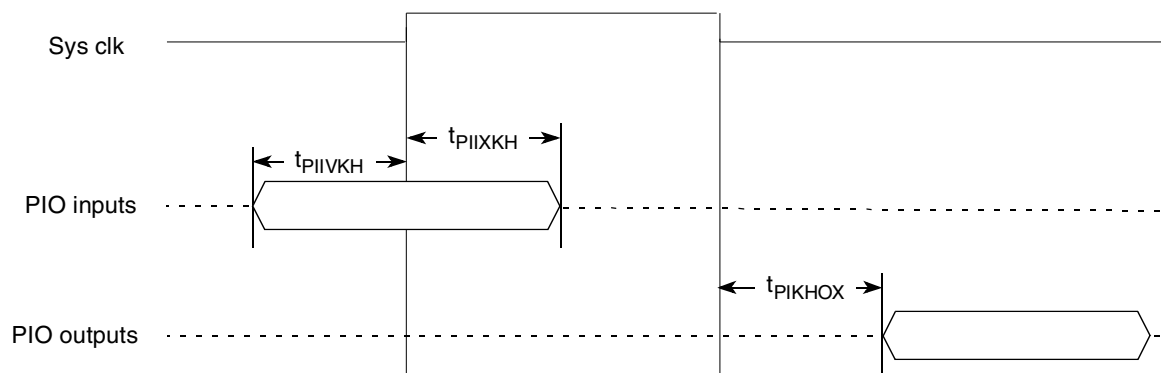 Sys clk
tPIIXKH
tPIIVKH
PIO inputs
tPIKHOX
PIO outputs